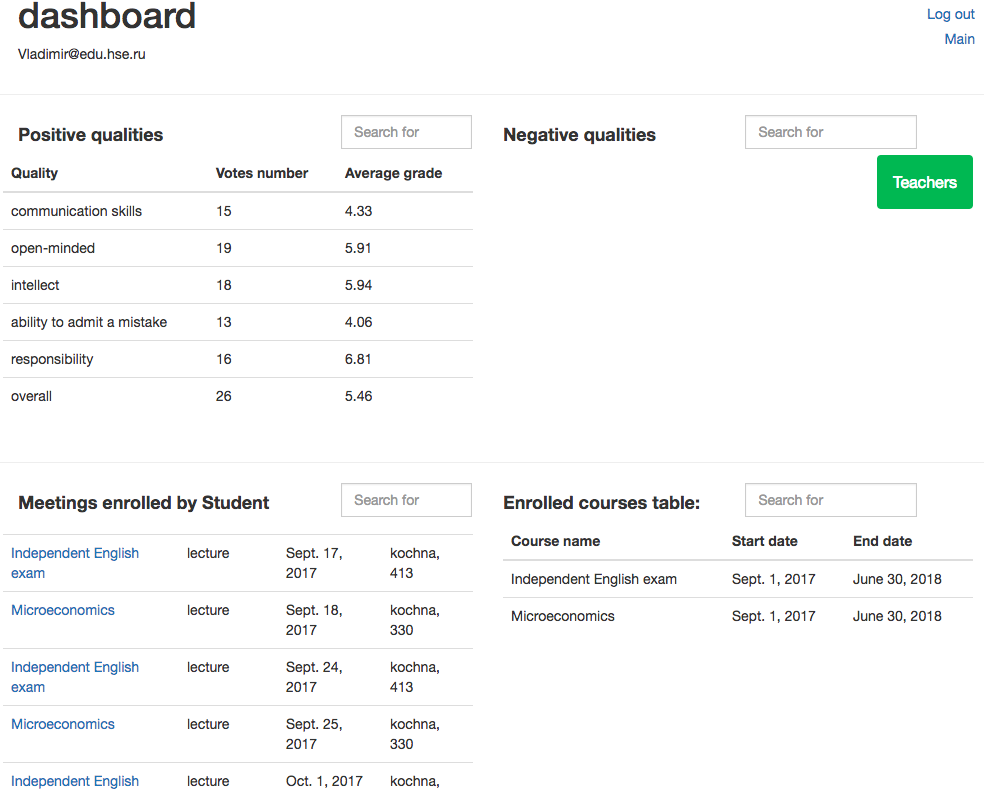 dashboard
Log out
Vladimir@edu.hse.ru
Main
Positive qualities
Search for
Quality Votes number Average grade
communication skills 15 4.33
open-minded 19 5.91
intellect 18 5.94
ability to admit a mistake 13 4.06
responsibility 16 6.81
overall 26 5.46
Negative qualities
Search for
Teachers
Meetings enrolled by Student
Search for
Independent English lecture Sept. 17, kochna,
exam 2017 413
Microeconomics lecture Sept. 18, kochna,
2017 330
Independent English lecture Sept. 24, kochna,
exam 2017 413
Microeconomics lecture Sept. 25, kochna,
2017 330
Independent English lecture Oct. 1, 2017 kochna,
Enrolled courses table:
Search for
Course name Start date End date
Independent English exam Sept. 1, 2017 June 30, 2018
Microeconomics Sept. 1, 2017 June 30, 2018